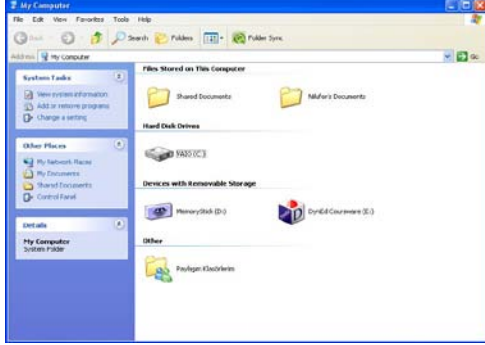 My Computer
File Edit View Favorites Tools Help
Back Search Folders Folder Sync
Address My Computer Go
System Tasks
View system information
Add or remove programs
Change a setting
Other Places
My Network Places
My Documents
Shared Documents
Control Panel
Details
My Computer
System Folder
Files Stored on This Computer
Shared Documents
Nilufer's Documents
Hard Disk Drives
VAIO (C:)
Devices with Removable Storage
MemoryStick (D:)
DynEd Courseware (E:)
Other
Paylaşım Klasörlerim